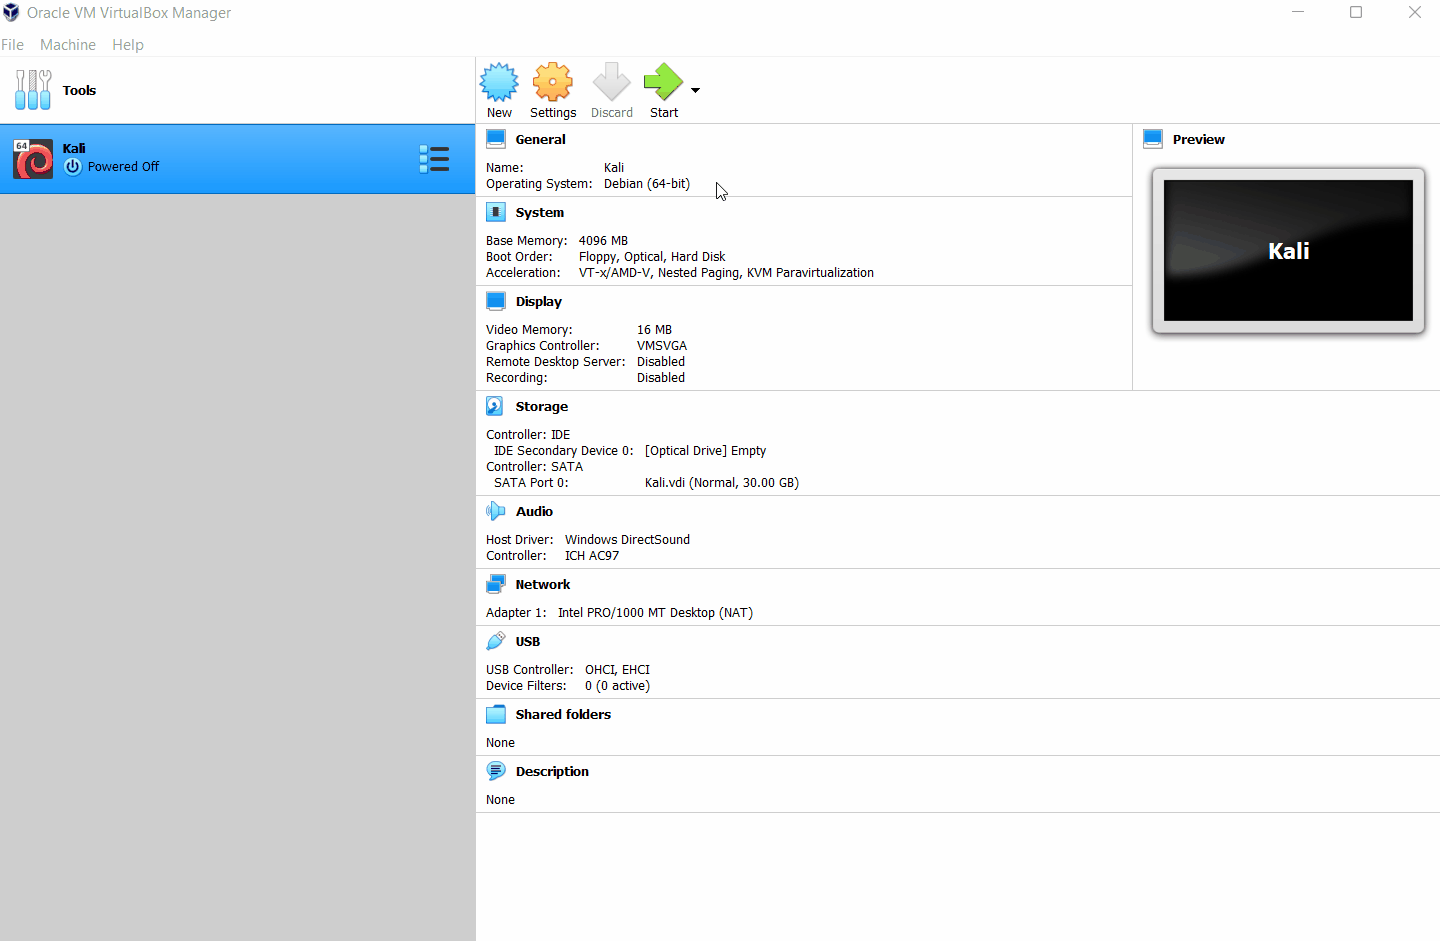 Oracle VM VirtualBox Manager
File Machine Help
Tools
New Settings Discard Start
64 Kali
Powered Off
General
Name: Kali
Operating System: Debian (64-bit)
System
Base Memory: 4096 MB
Boot Order: Floppy, Optical, Hard Disk
Acceleration: VT-x/AMD-V, Nested Paging, KVM Paravirtualization
Display
Video Memory: 16 MB
Graphics Controller: VMSVGA
Remote Desktop Server: Disabled
Recording: Disabled
Preview
Kali
Storage
Controller: IDE
IDE Secondary Device 0: [Optical Drive] Empty
Controller: SATA
SATA Port 0: Kali.vdi (Normal, 30.00 GB)
Audio
Host Driver: Windows DirectSound
Controller: ICH AC97
Network
Adapter 1: Intel PRO/1000 MT Desktop (NAT)
USB
USB Controller: OHCI, EHCI
Device Filters: 0 (0 active)
Shared folders
None
Description
None